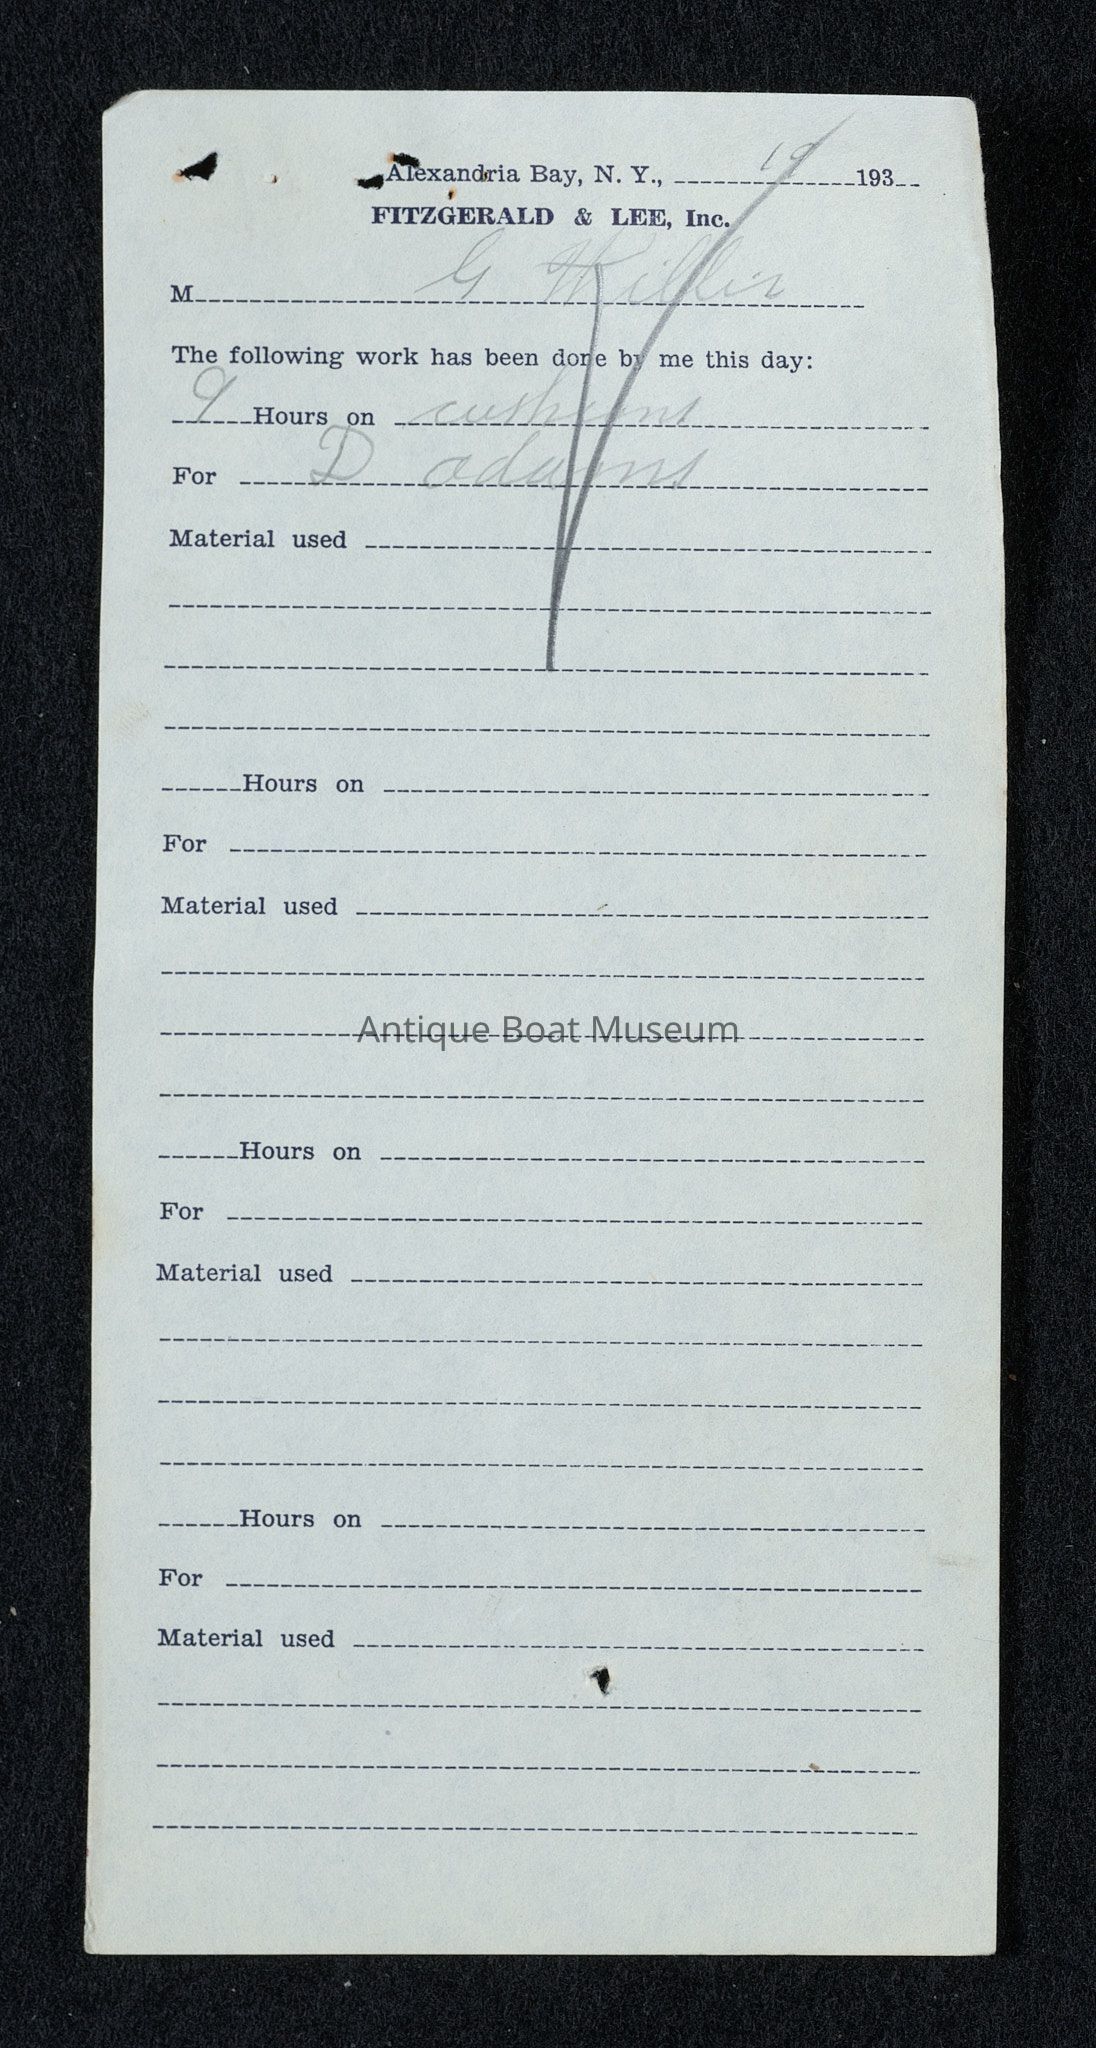 Alexandria Bay, N. Y., 19 193
FITZGERALD & LEE, Inc.
M G
The following work has been done by me this day:
9 Hours on cushions
For D adams
Material used
Hours on
For
Material used
Antique Boat Museum
Hours on
For
Material used
Hours on
For
Material used